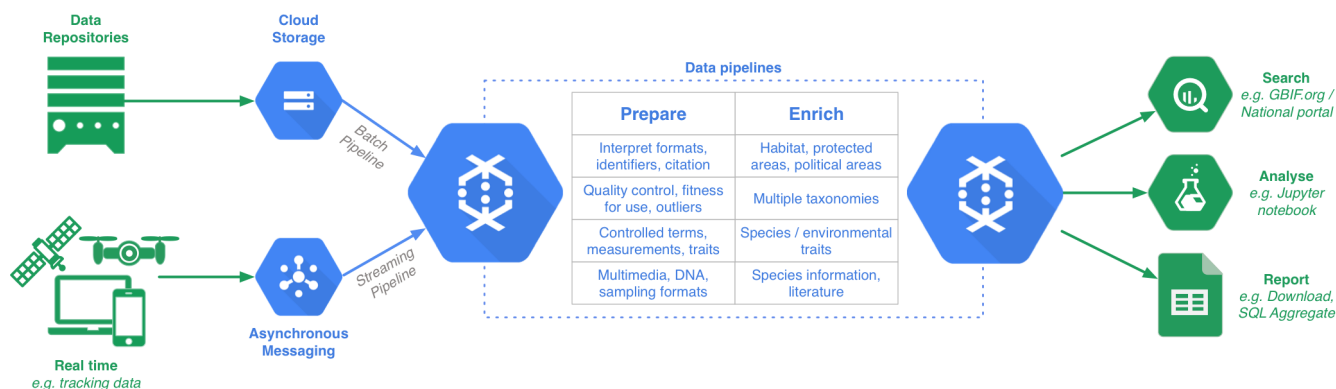 Data
Repositories
Cloud
Storage
Batch
Pipeline
Real time
e.g. tracking data
Asynchronous
Messaging
Streaming
Pipeline
Data pipelines
Prepare
Enrich
Interpret formats,
identifiers, citation
Habitat, protected
areas, political areas
Quality control, fitness
for use, outliers
Multiple taxonomies
Controlled terms,
measurements, traits
Species / environmental
traits
Multimedia, DNA,
sampling formats
Species information,
literature
Search
e.g. GBIF.org /
National portal
Analyse
e.g. Jupyter
notebook
Report
e.g. Download,
SQL Aggregate